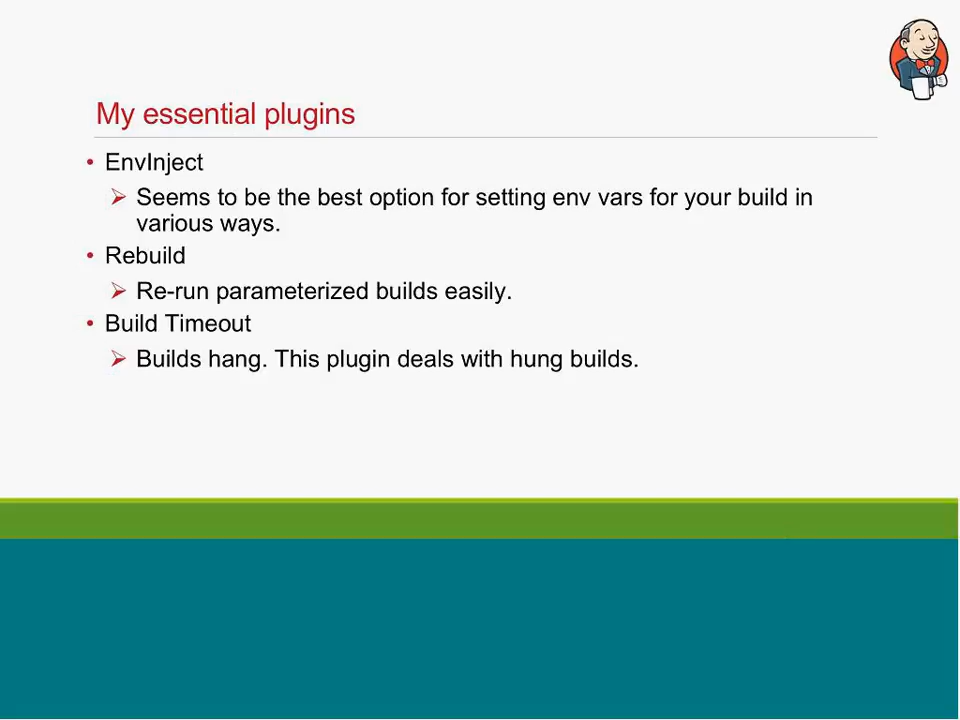 My essential plugins
• EnvInject
➢ Seems to be the best option for setting env vars for your build in
various ways.
• Rebuild
➢ Re-run parameterized builds easily.
• Build Timeout
➢ Builds hang. This plugin deals with hung builds.